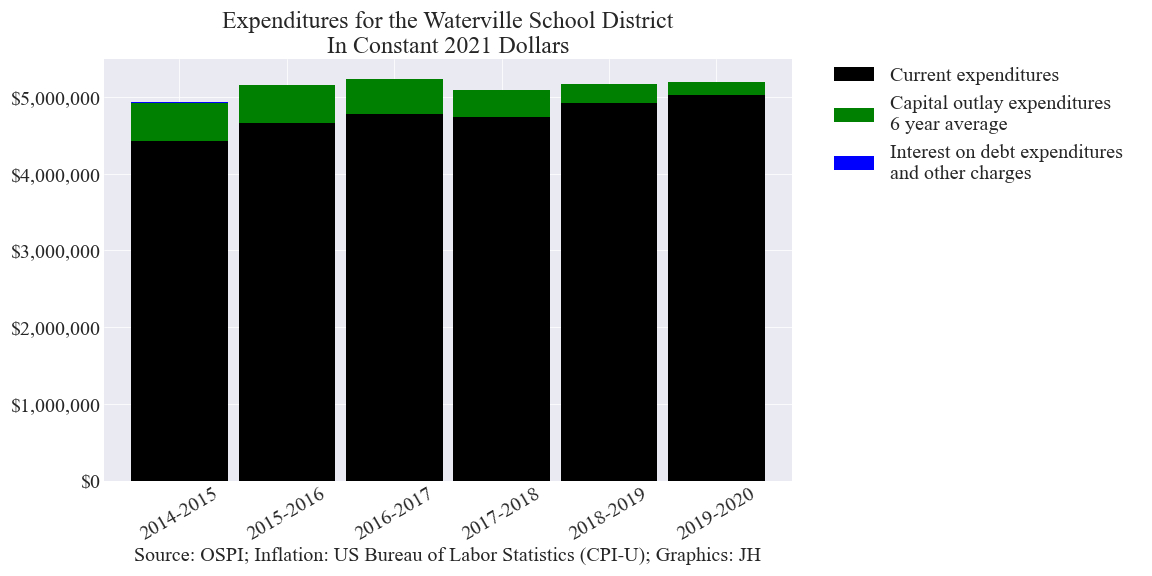 Expenditures for the Waterville School District
In Constant 2021 Dollars
$5,000,000
$4,000,000
$3,000,000
$2,000,000
$1,000,000
$0
2014-2015
2015-2016
2016-2017
2017-2018
2018-2019
2019-2020
Source: OSPI; Inflation: US Bureau of Labor Statistics (CPI-U); Graphics: JH
Current expenditures
Capital outlay expenditures
6 year average
Interest on debt expenditures
and other charges